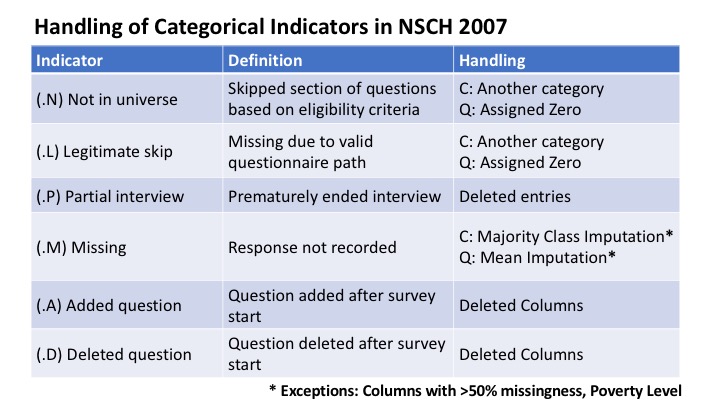 Handling of Categorical Indicators in NSCH 2007
Indicator Definition Handling
(.N) Not in universe
Skipped section of questions
based on eligibility criteria
C: Another category
Q: Assigned Zero
(.L) Legitimate skip
Missing due to valid
questionnaire path
C: Another category
Q: Assigned Zero
(.P) Partial interview Prematurely ended interview Deleted entries
(.M) Missing
Response not recorded
C: Majority Class Imputation*
Q: Mean Imputation*
(.A) Added question
Question added after survey
start
Deleted Columns
(.D) Deleted question
Question deleted after survey
start
Deleted Columns
* Exceptions: Columns with >50% missingness, Poverty Level